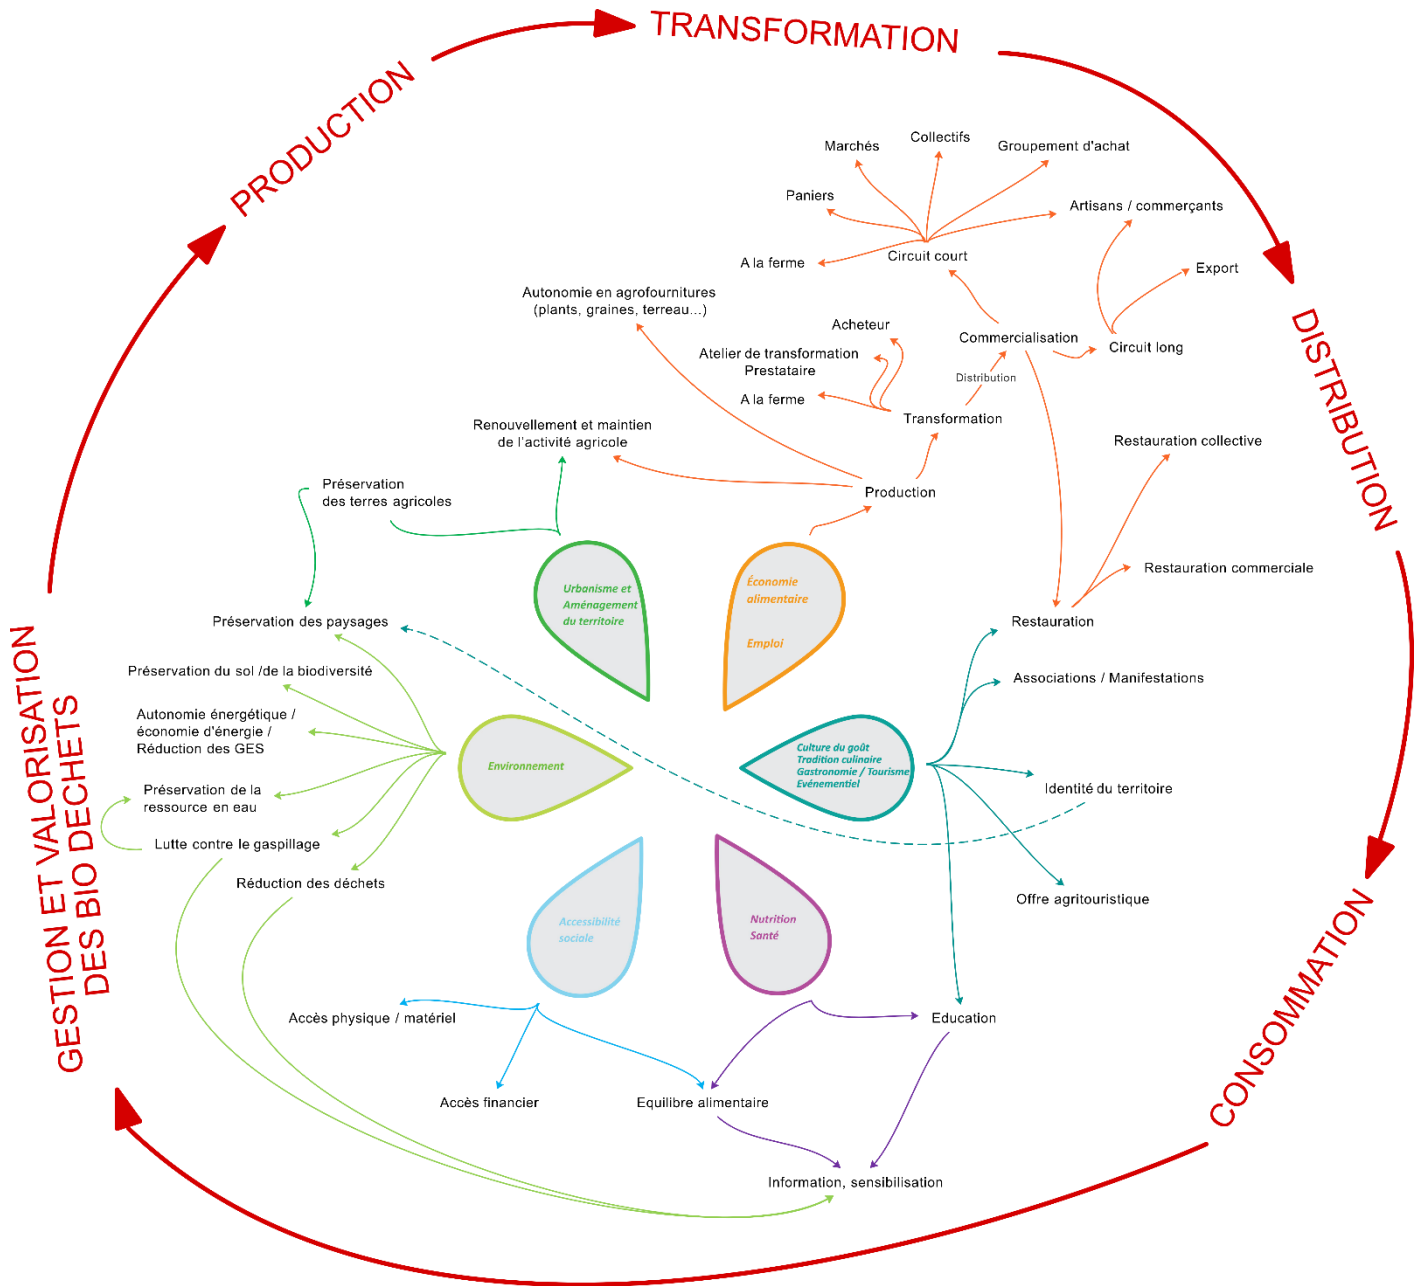 TRANSFORMATION
PRODUCTION
DISTRIBUTION
CONSOMMATION
GESTION ET VALORISATION
DES BIO DECHETS
Marchés
Collectifs
Groupement d'achat
Paniers
Artisans / commerçants
A la ferme
Circuit court
Export
Autonomie en agrofournitures
(plants, graines, terreau...)
Acheteur
Commercialisation
Circuit long
Atelier de transformation
Prestataire
Distribution
A la ferme
Transformation
Renouvellement et maintien
de l'activité agricole
Restauration collective
Préservation
des terres agricoles
Production
Restauration commerciale
Urbanisme et
Aménagement
du territoire
Économie
alimentaire
Emploi
Préservation des paysages
Restauration
Préservation du sol /de la biodiversité
Associations / Manifestations
Autonomie énergétique /
économie d'énergie /
Réduction des GES
Environnement
Culture du goût
Tradition culinaire
Gastronomie / Tourisme
Evénementiel
Préservation de la
ressource en eau
Identité du territoire
Lutte contre le gaspillage
Réduction des déchets
Offre agritouristique
Accessibilité
sociale
Nutrition
Santé
Accès physique / matériel
Education
Accès financier
Equilibre alimentaire
Information, sensibilisation